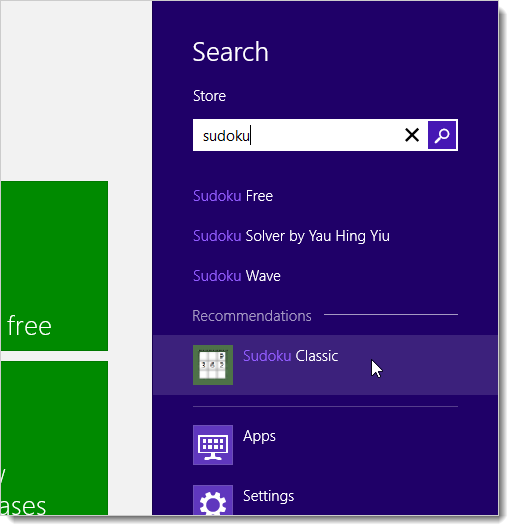 Search
Store
sudoku
Sudoku Free
Sudoku Solver by Yau Hing Yiu
Sudoku Wave
Recommendations
Sudoku Classic
Apps
Settings
free